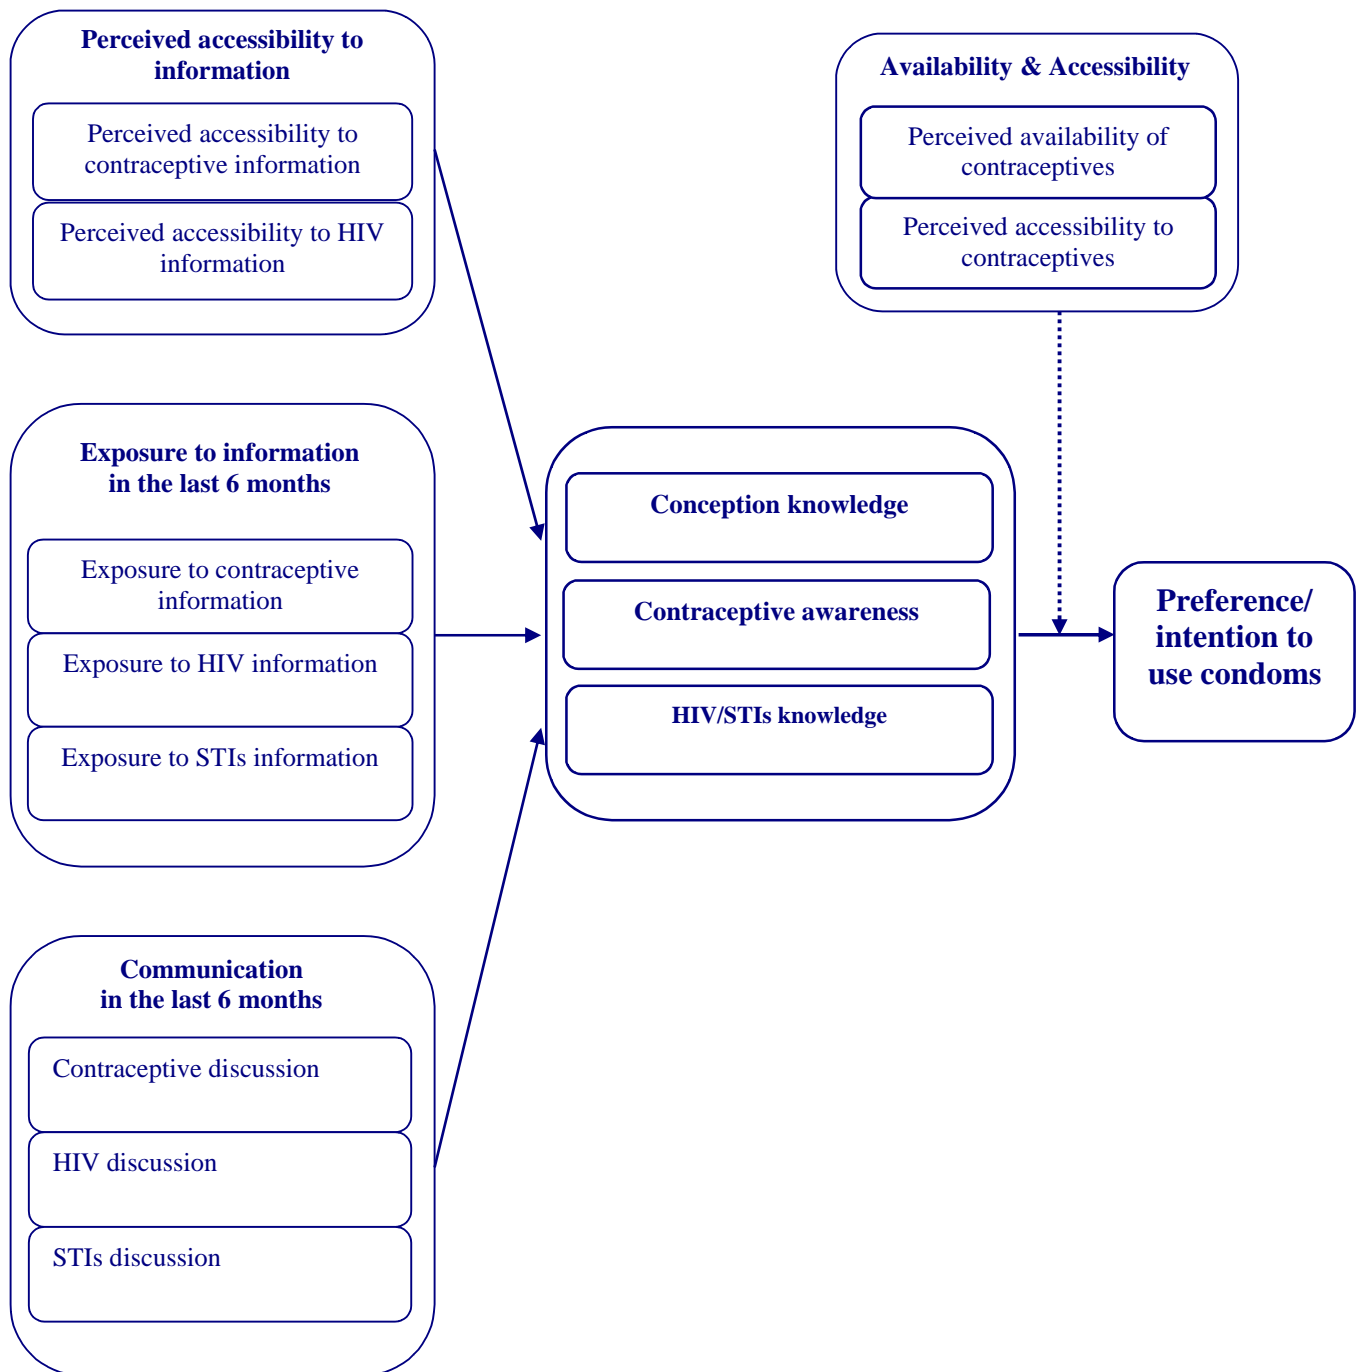 Perceived accessibility to
information
Perceived accessibility to
contraceptive information
Perceived accessibility to HIV
information
Availability & Accessibility
Perceived availability of
contraceptives
Perceived accessibility to
contraceptives
Exposure to information
in the last 6 months
Exposure to contraceptive
information
Exposure to HIV information
Exposure to STIs information
Conception knowledge
Contraceptive awareness
HIV/STIs knowledge
Preference/
intention to
use condoms
Communication
in the last 6 months
Contraceptive discussion
HIV discussion
STIs discussion